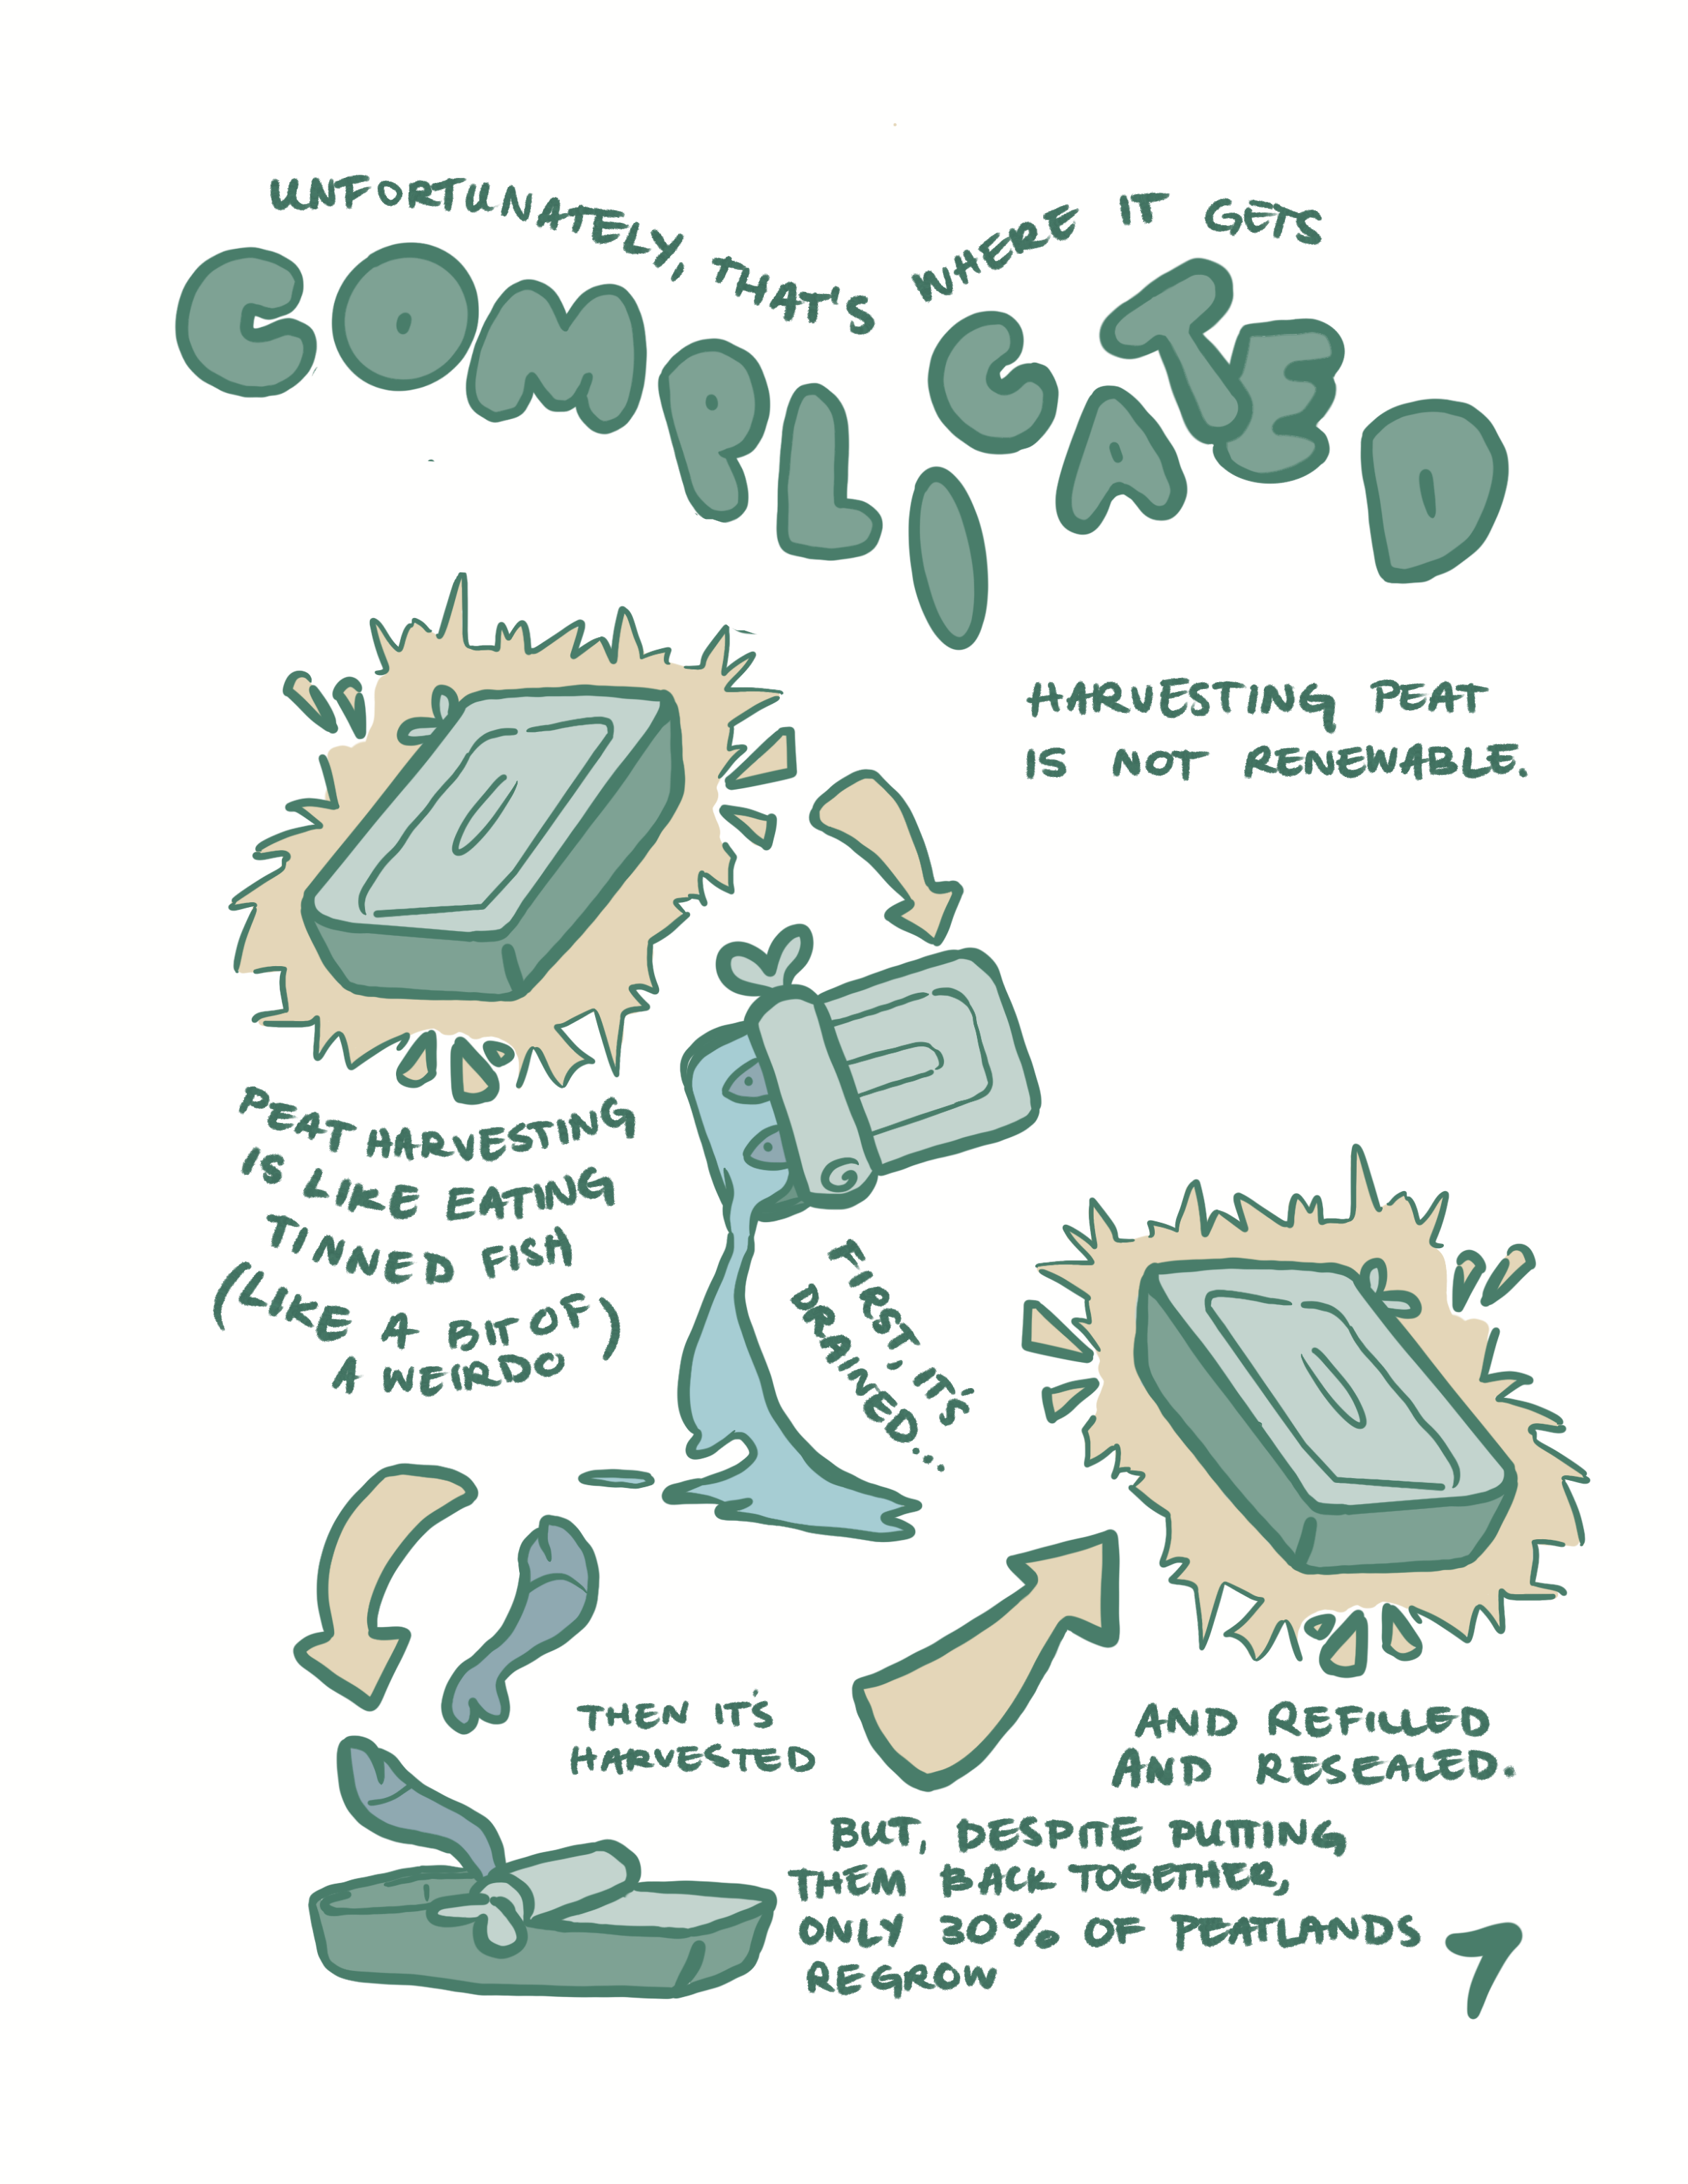 UNFORTUNATELY, THAT'S WHERE IT GETS
COMPLICATED
HARVESTING PEAT
IS NOT RENEWABLE.
PEAT HARVESTING
IS LIKE EATING
TINNED FISH
(LIKE A BIT OF)
A WEIRDO
FIRST, IT'S
DRAINED...
THEN IT'S
HARVESTED
AND REFILLED
AND RESEALED.
BUT, DESPITE PUTTING
THEM BACK TOGETHER,
ONLY 30% OF PEATLANDS
REGROW
7